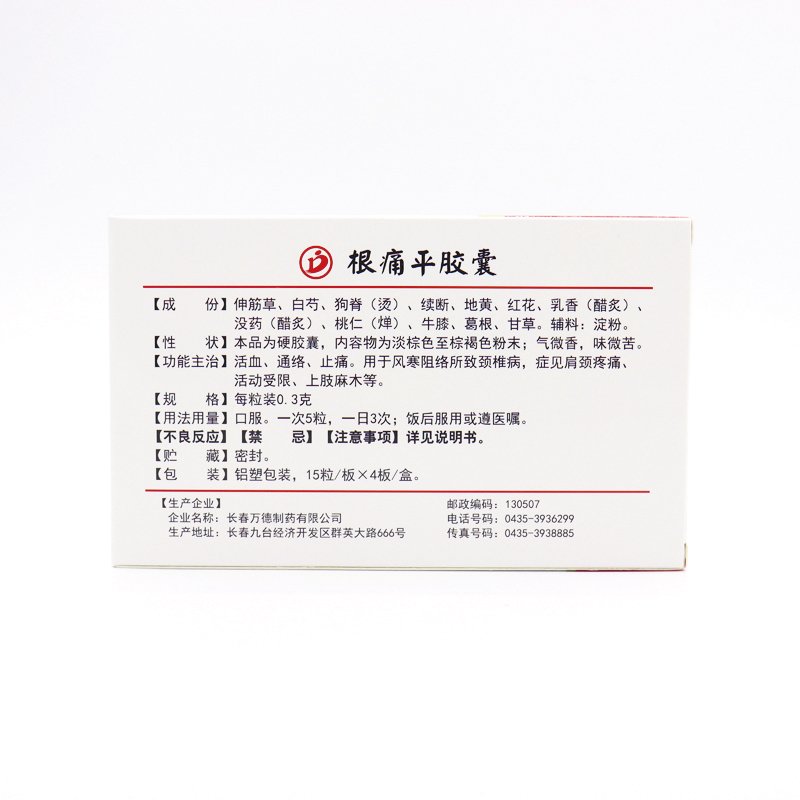 根痛平胶囊
【成　份】伸筋草、白芍、狗脊（烫）、续断、地黄、红花、乳香（醋炙）、
没药（醋炙）、桃仁（燀）、牛膝、葛根、甘草。辅料：淀粉。
【性　状】本品为硬胶囊，内容物为淡棕色至棕褐色粉末；气微香，味微苦。
【功能主治】活血、通络、止痛。用于风寒阻络所致颈椎病，症见肩颈疼痛、
活动受限、上肢麻木等。
【规　格】每粒装0.3克
【用法用量】口服。一次5粒，一日3次；饭后服用或遵医嘱。
【不良反应】【禁　忌】【注意事项】详见说明书。
【贮　藏】密封。
【包　装】铝塑包装，15粒/板×4板/盒。
【生产企业】 邮政编码：130507
企业名称：长春万德制药有限公司 电话号码：0435-3936299
生产地址：长春九台经济开发区群英大路666号 传真号码：0435-3938885